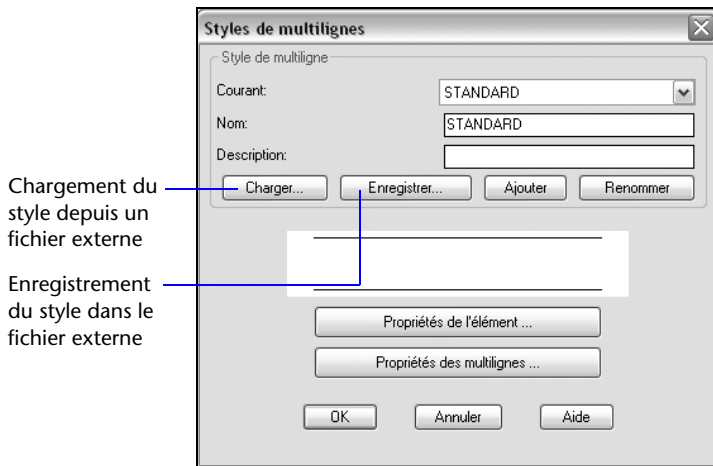 Styles de multilignes
Style de multiligne
Courant:
STANDARD
Nom:
STANDARD
Description:
Charger...
Enregistrer...
Ajouter
Renommer
Chargement du
style depuis un
fichier externe
Enregistrement
du style dans le
fichier externe
Propriétés de l'élément ...
Propriétés des multilignes ...
OK
Annuler
Aide